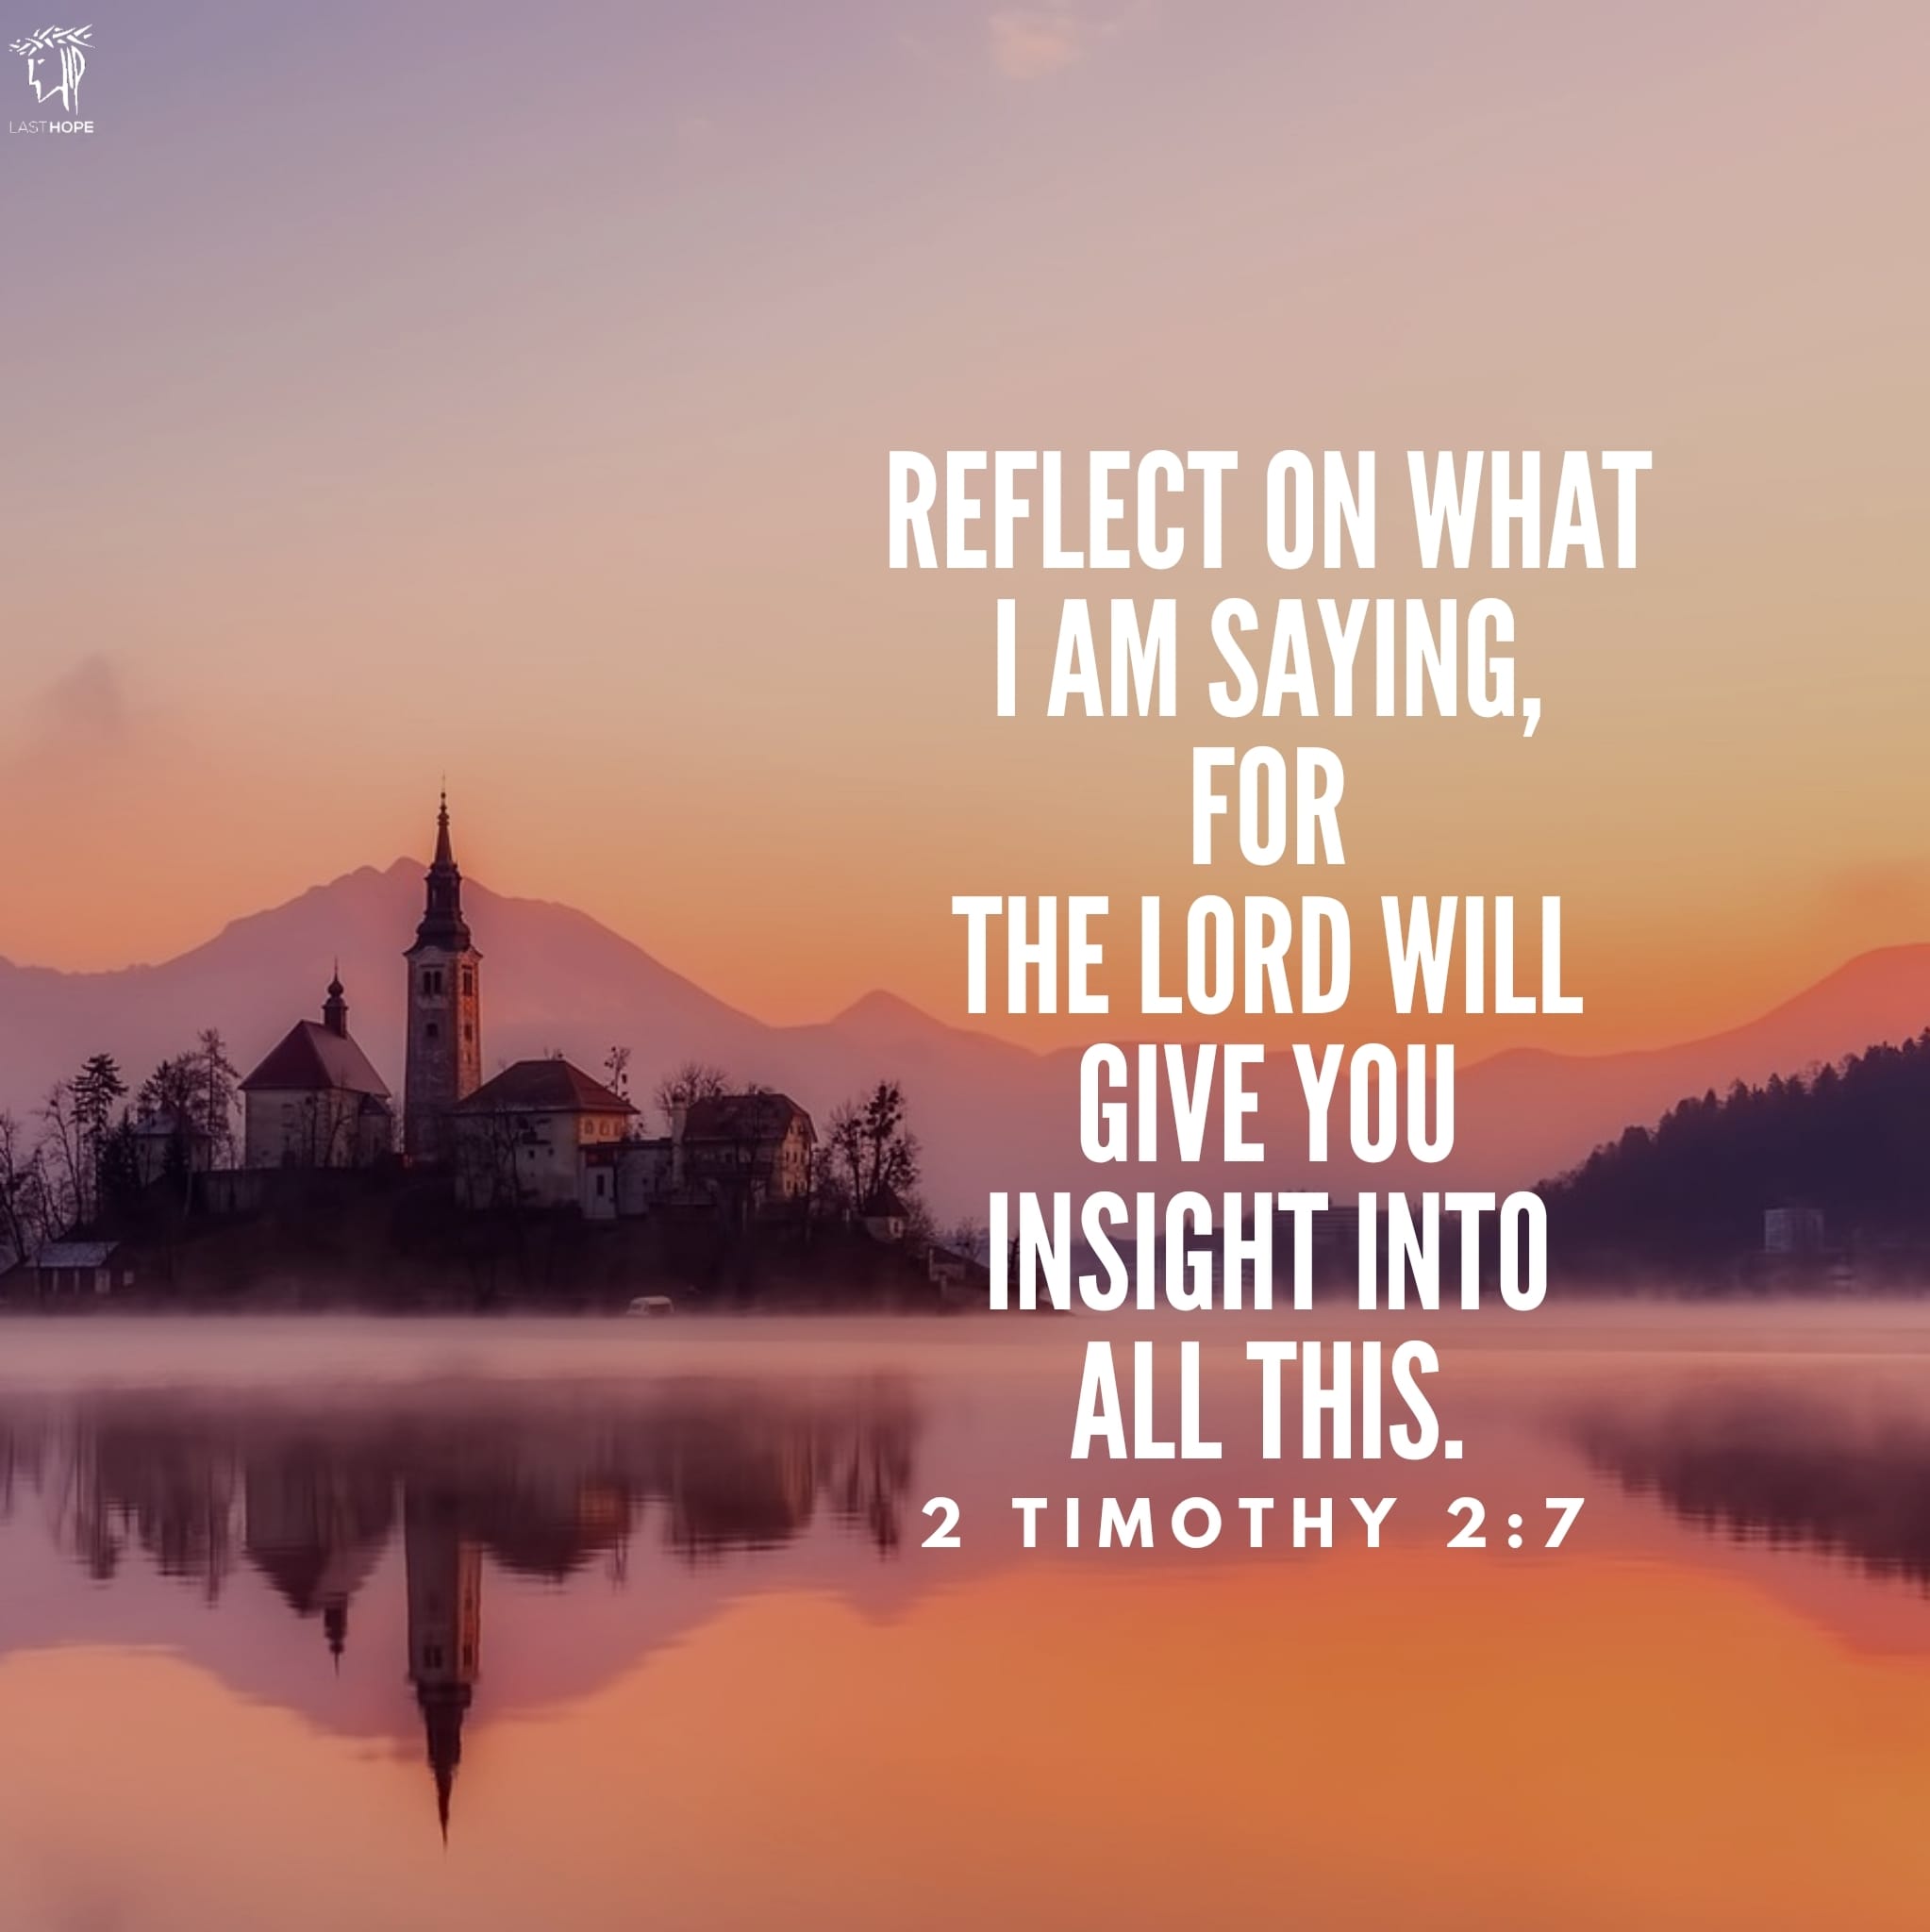 LASTHOPE
REFLECT ON WHAT
I AM SAYING,
FOR
THE LORD WILL
GIVE YOU
INSIGHT INTO
ALL THIS.
2 TIMOTHY 2:7